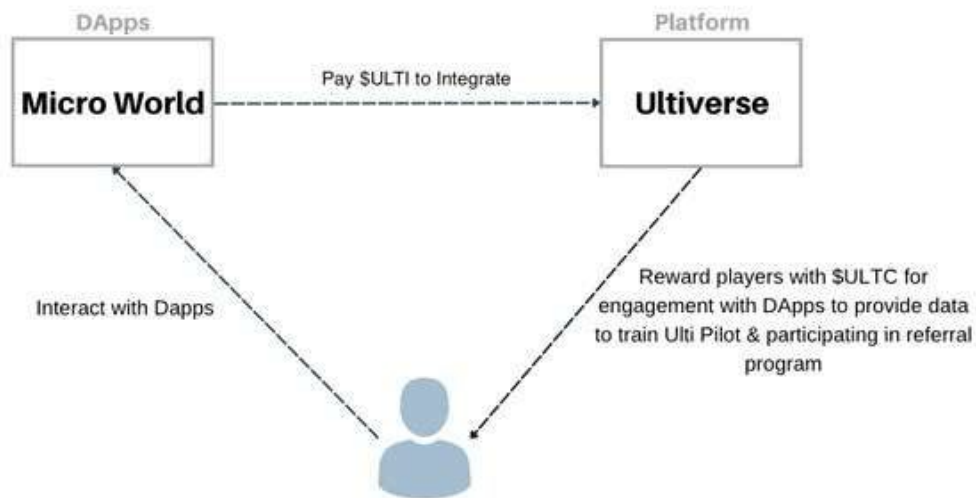 DApps
Platform
Micro World
Pay $ULTI to Integrate
Ultiverse
Interact with Dapps
Reward players with $ULTC for
engagement with DApps to provide data
to train Ulti Pilot & participating in referral
program